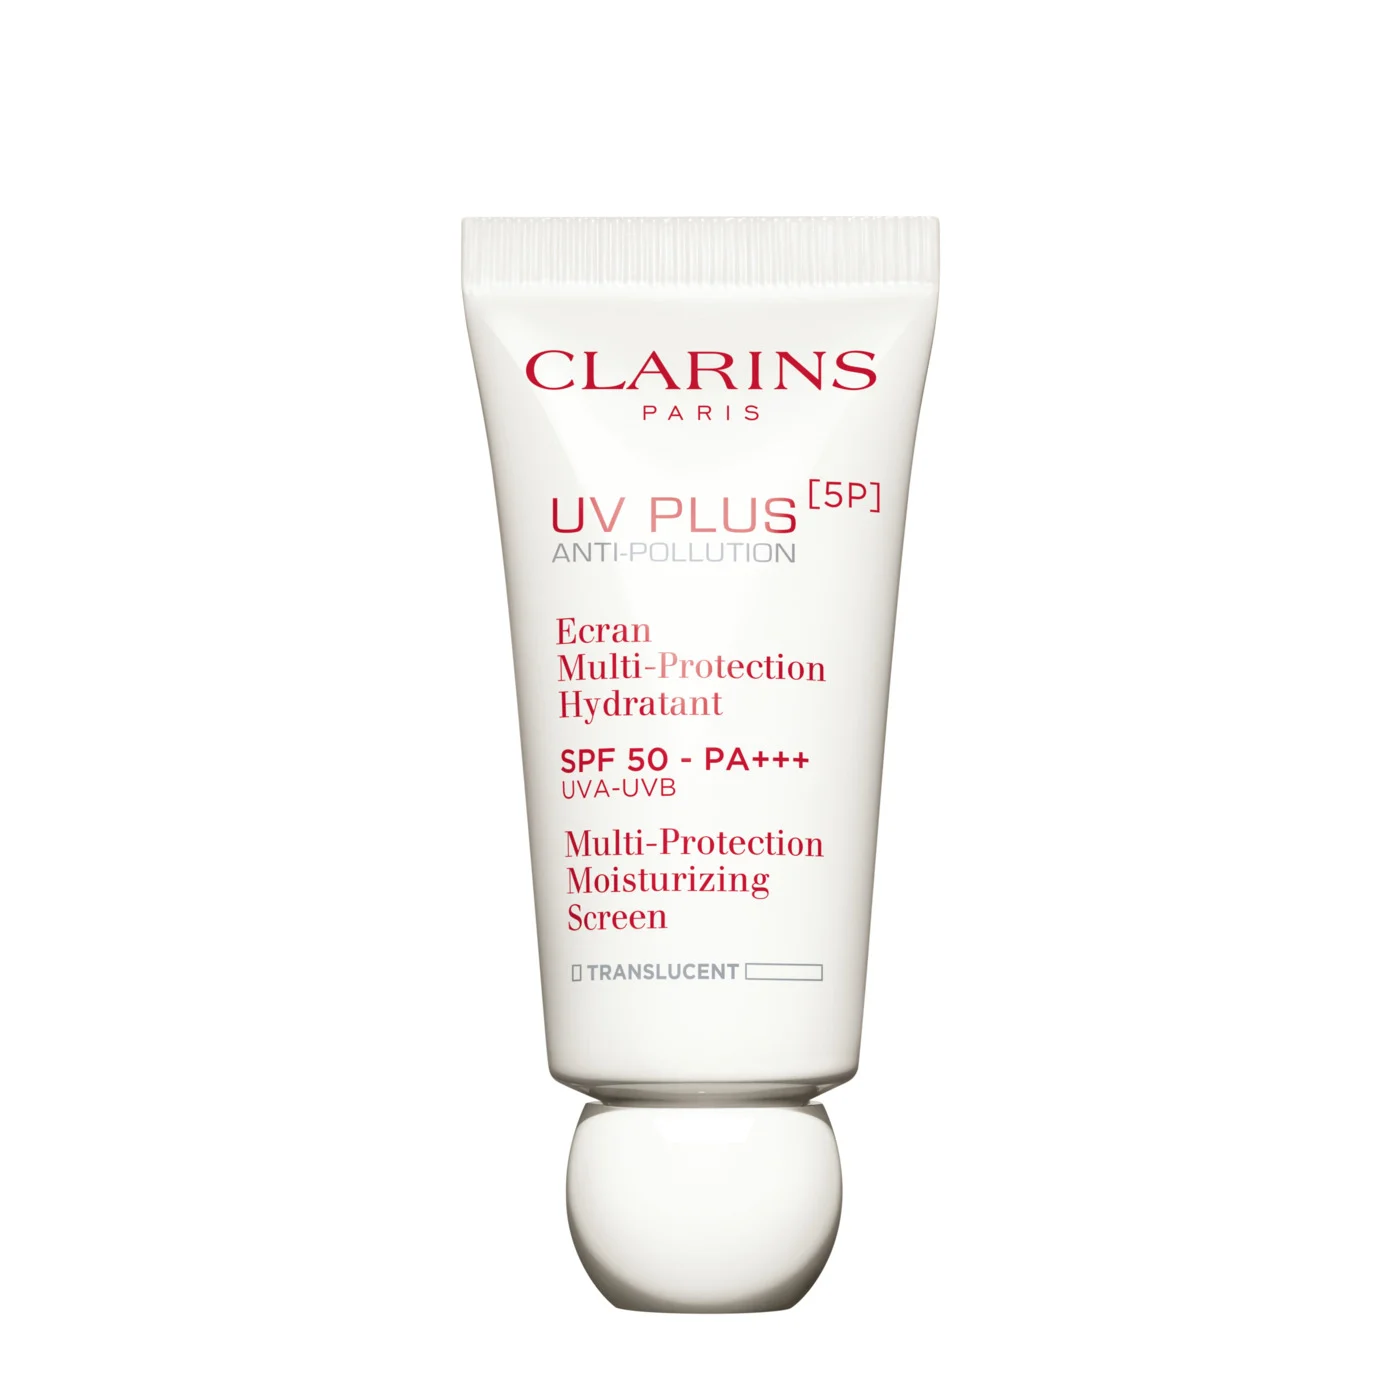 CLARINS
PARIS
UV PLUS [5P]
ANTI-POLLUTION
Ecran
Multi-Protection
Hydratant
SPF 50 - PA+++
UVA-UVB
Multi-Protection
Moisturizing
Screen
TRANSLUCENT